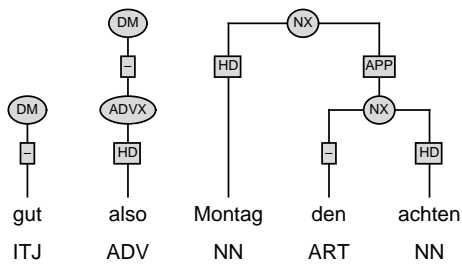 DM NX
– HD APP
DM ADVX NX
– HD – HD
gut also Montag den achten
ITJ ADV NN ART NN